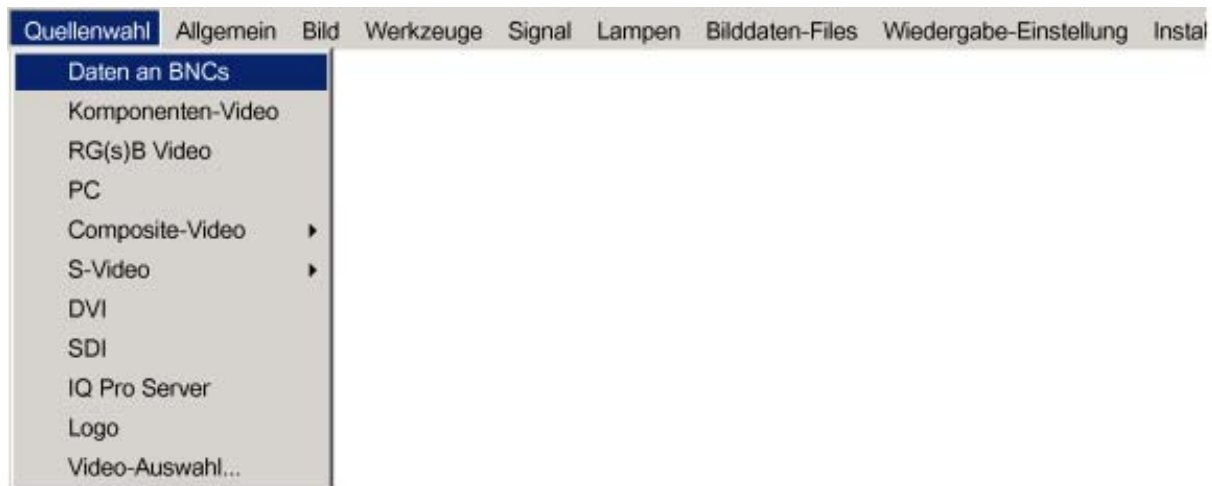 Quellenwahl Allgemein Bild Werkzeuge Signal Lampen Bilddaten-Files Wiedergabe-Einstellung
Daten an BNCs
Komponenten-Video
RG(s)B Video
PC
Composite-Video
S-Video
DVI
SDI
IQ Pro Server
Logo
Video-Auswahl...